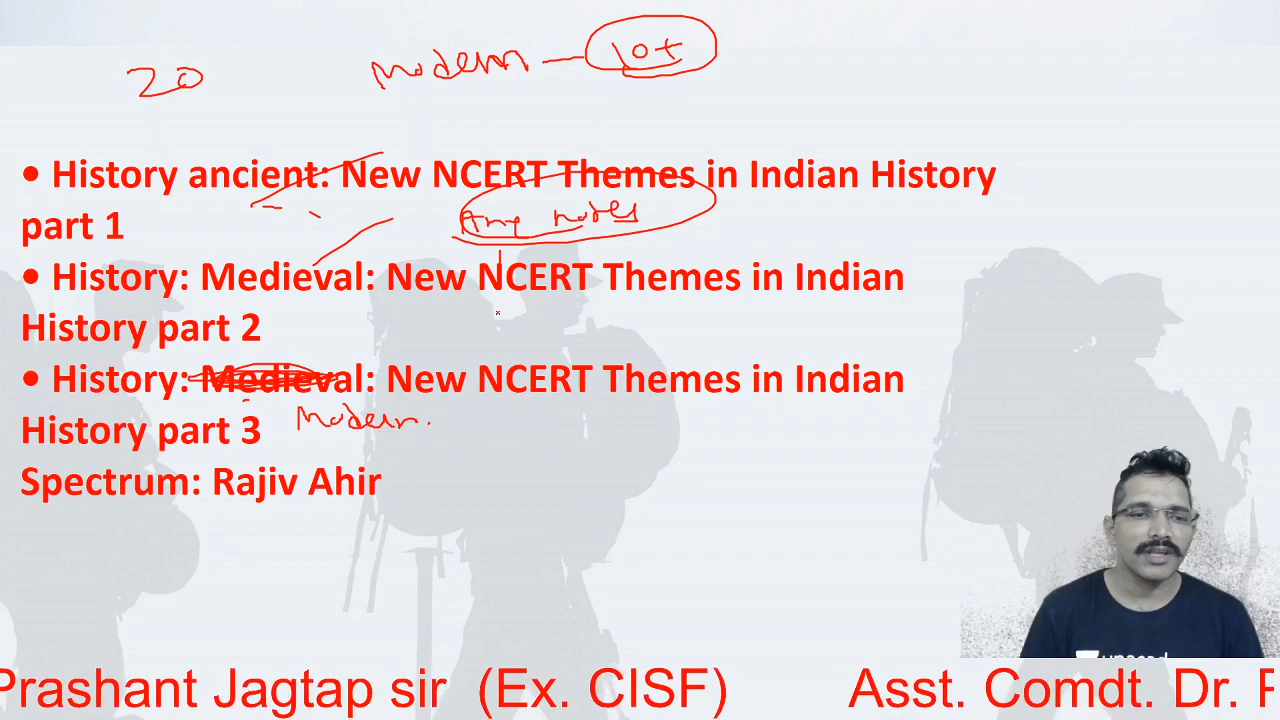 20 Modern — 10+
• History ancient: New NCERT Themes in Indian History
part 1
Any notes
• History: Medieval: New NCERT Themes in Indian
History part 2
• History: Medieval: New NCERT Themes in Indian
History part 3 Modern.
Spectrum: Rajiv Ahir
Prashant Jagtap sir (Ex. CISF) Asst. Comdt. Dr.